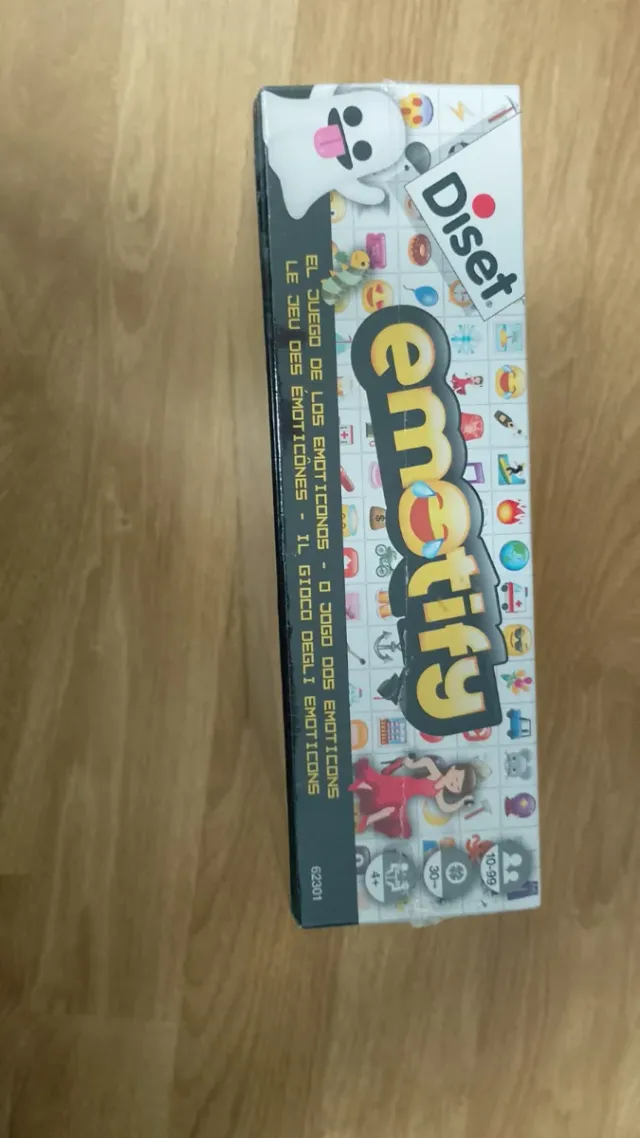 Diset
emotify
EL JUEGO DE LOS EMOTICONOS - O JOGO DOS EMOTICONS
LE JEU DES ÉMOTICÔNES - IL GIOCO DEGLI EMOTICONS
10-99
30~
4+
62301